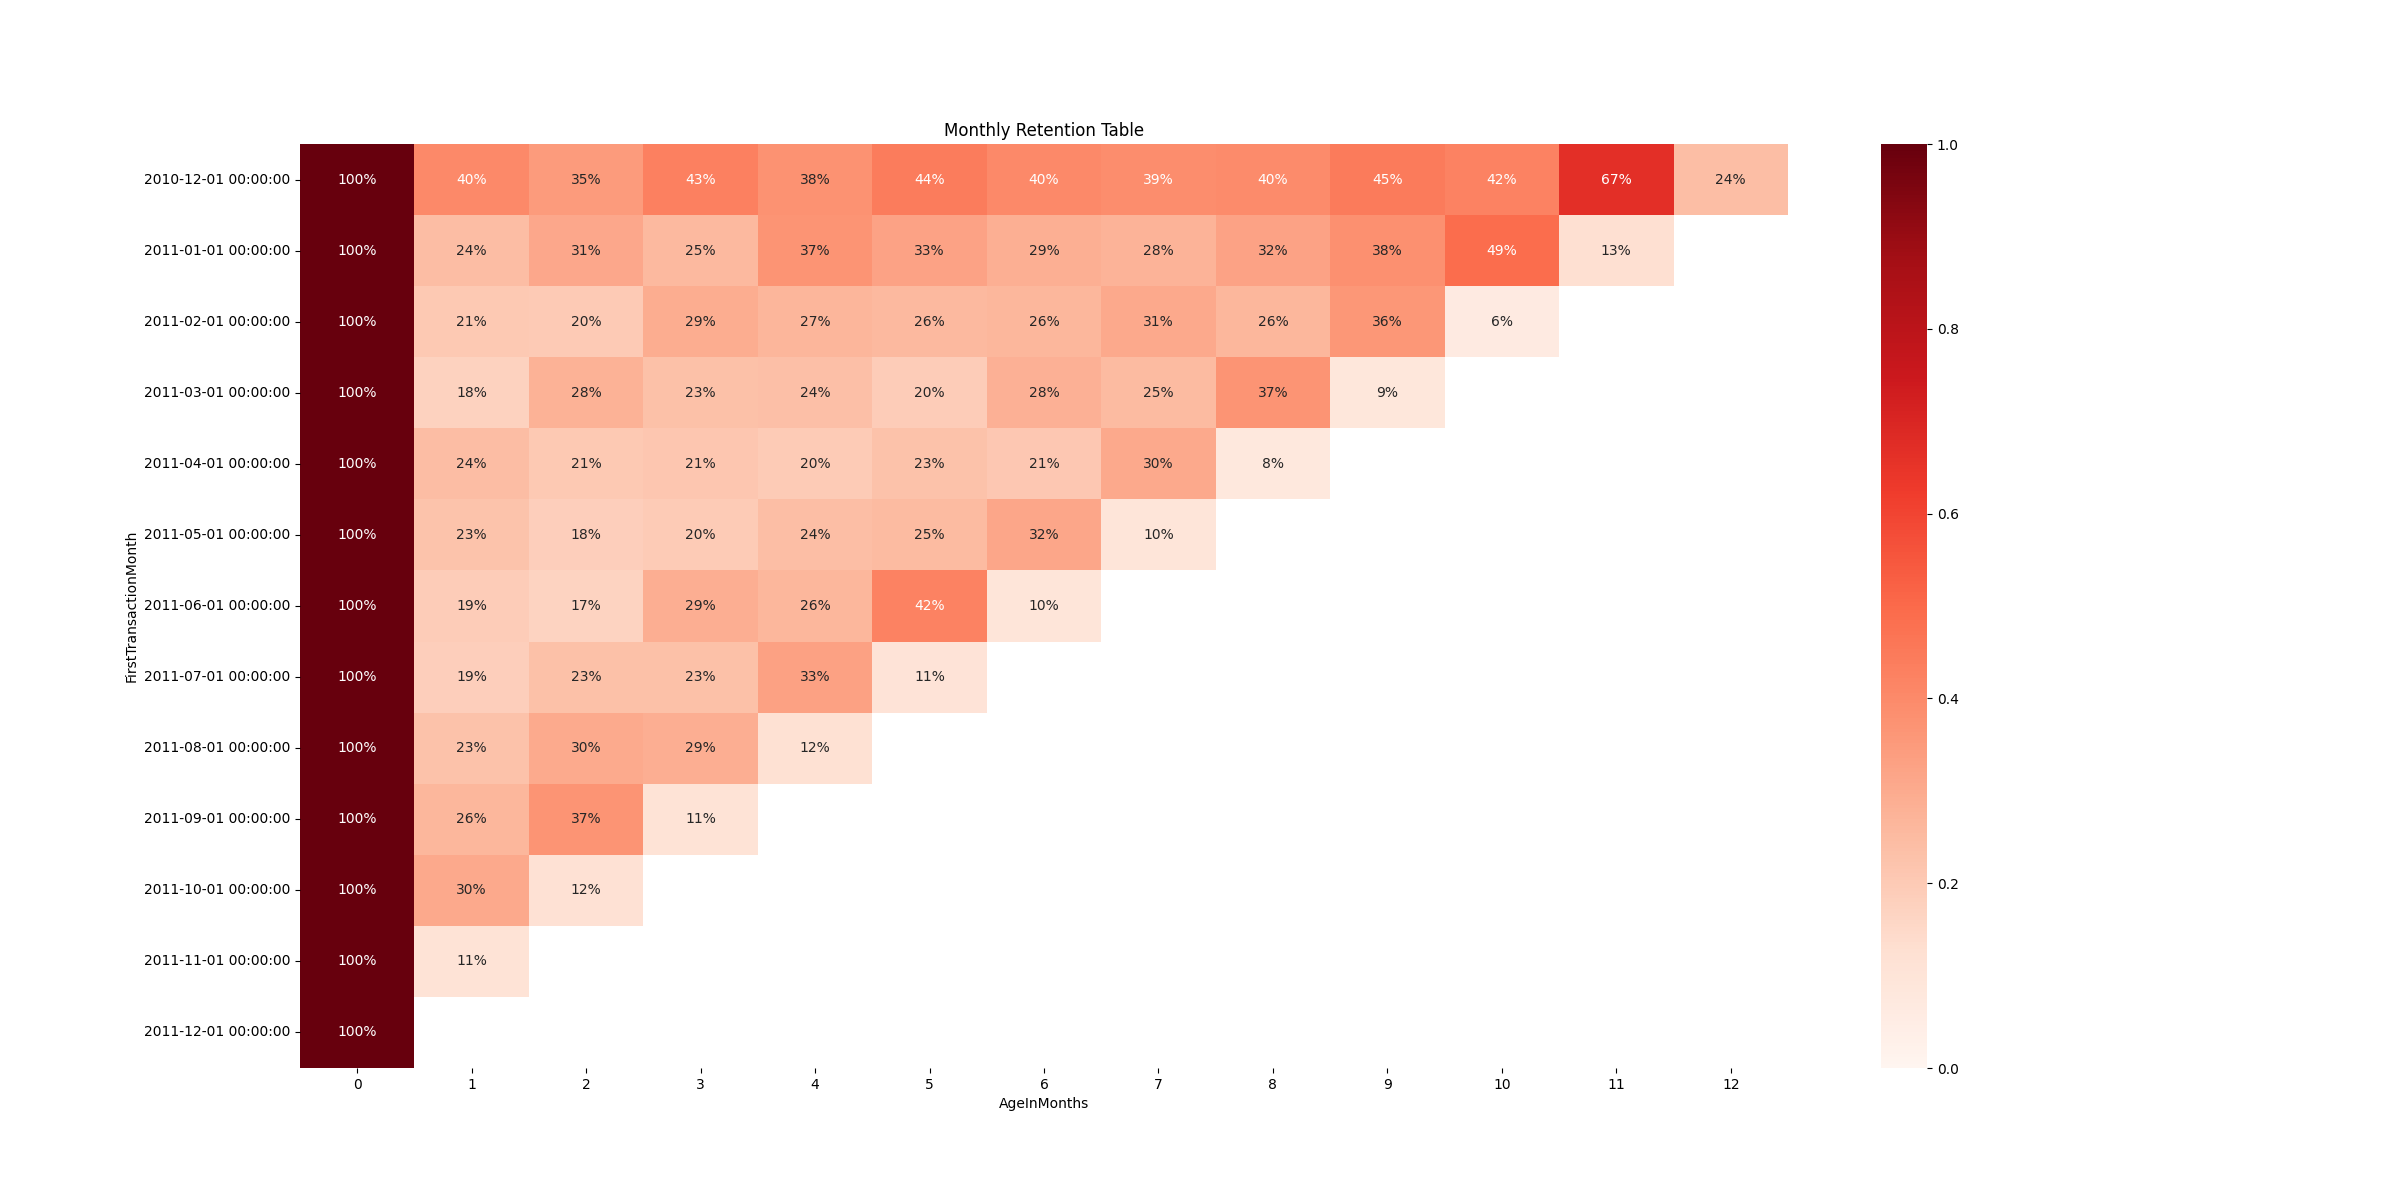 Monthly Retention Table
FirstTransactionMonth
2010-12-01 00:00:00 100% 40% 35% 43% 38% 44% 40% 39% 40% 45% 42% 67% 24%
2011-01-01 00:00:00 100% 24% 31% 25% 37% 33% 29% 28% 32% 38% 49% 13%
2011-02-01 00:00:00 100% 21% 20% 29% 27% 26% 26% 31% 26% 36% 6%
2011-03-01 00:00:00 100% 18% 28% 23% 24% 20% 28% 25% 37% 9%
2011-04-01 00:00:00 100% 24% 21% 21% 20% 23% 21% 30% 8%
2011-05-01 00:00:00 100% 23% 18% 20% 24% 25% 32% 10%
2011-06-01 00:00:00 100% 19% 17% 29% 26% 42% 10%
2011-07-01 00:00:00 100% 19% 23% 23% 33% 11%
2011-08-01 00:00:00 100% 23% 30% 29% 12%
2011-09-01 00:00:00 100% 26% 37% 11%
2011-10-01 00:00:00 100% 30% 12%
2011-11-01 00:00:00 100% 11%
2011-12-01 00:00:00 100%
0 1 2 3 4 5 6 7 8 9 10 11 12
AgeInMonths
1.0
0.8
0.6
0.4
0.2
0.0